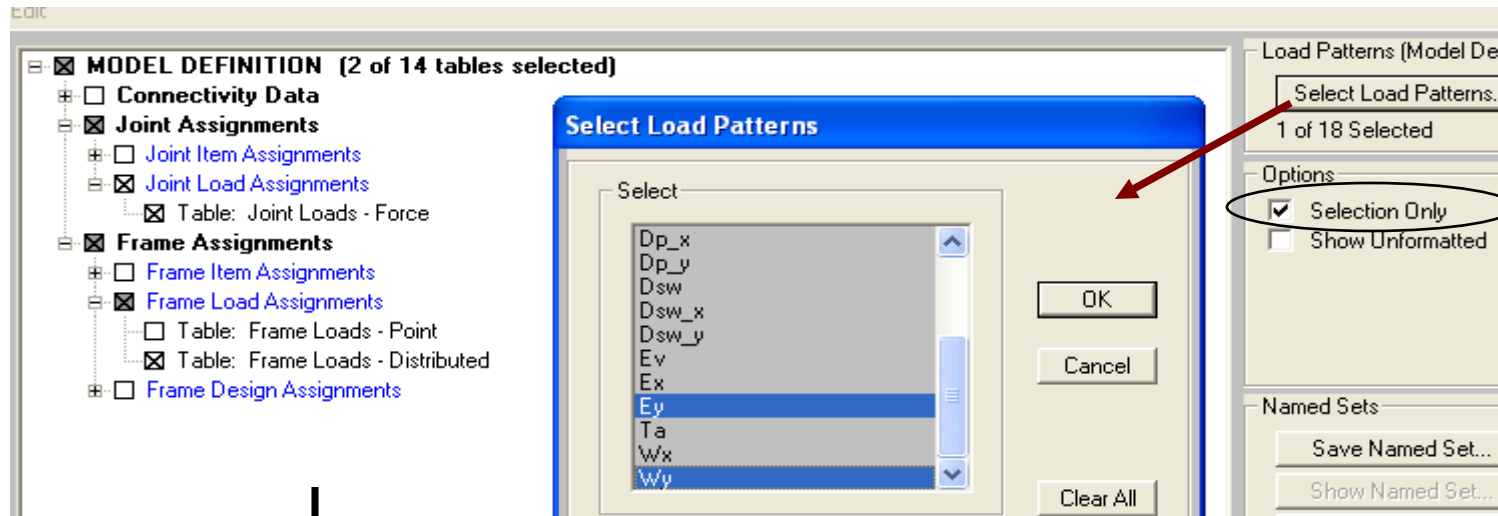 Edit
MODEL DEFINITION (2 of 14 tables selected)
Connectivity Data
Joint Assignments
Joint Item Assignments
Joint Load Assignments
Table: Joint Loads - Force
Frame Assignments
Frame Item Assignments
Frame Load Assignments
Table: Frame Loads - Point
Table: Frame Loads - Distributed
Frame Design Assignments
Select Load Patterns
Select
Dp_x
Dp_y
Dsw
Dsw_x
Dsw_y
Ev
Ex
Ey
Ta
Wx
Wy
OK
Cancel
Clear All
Load Patterns (Model De
Select Load Patterns.
1 of 18 Selected
Options
Selection Only
Show Unformatted
Named Sets
Save Named Set...
Show Named Set...